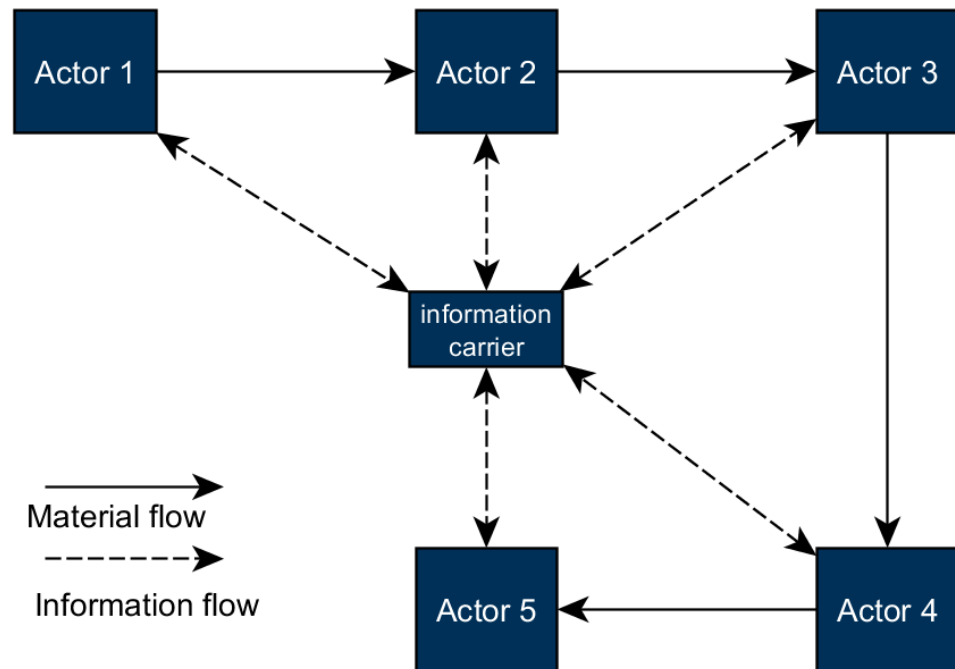 Actor 1
Actor 2
Actor 3
information
carrier
Material flow
Information flow
Actor 5
Actor 4